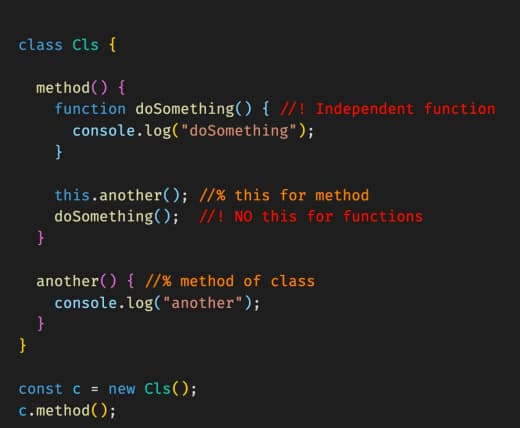 class Cls {
method() {
function doSomething() { //! Independent function
console.log("doSomething");
}
this.another(); //% this for method
doSomething();  //! NO this for functions
}
another() { //% method of class
console.log("another");
}
}
const c = new Cls();
c.method();